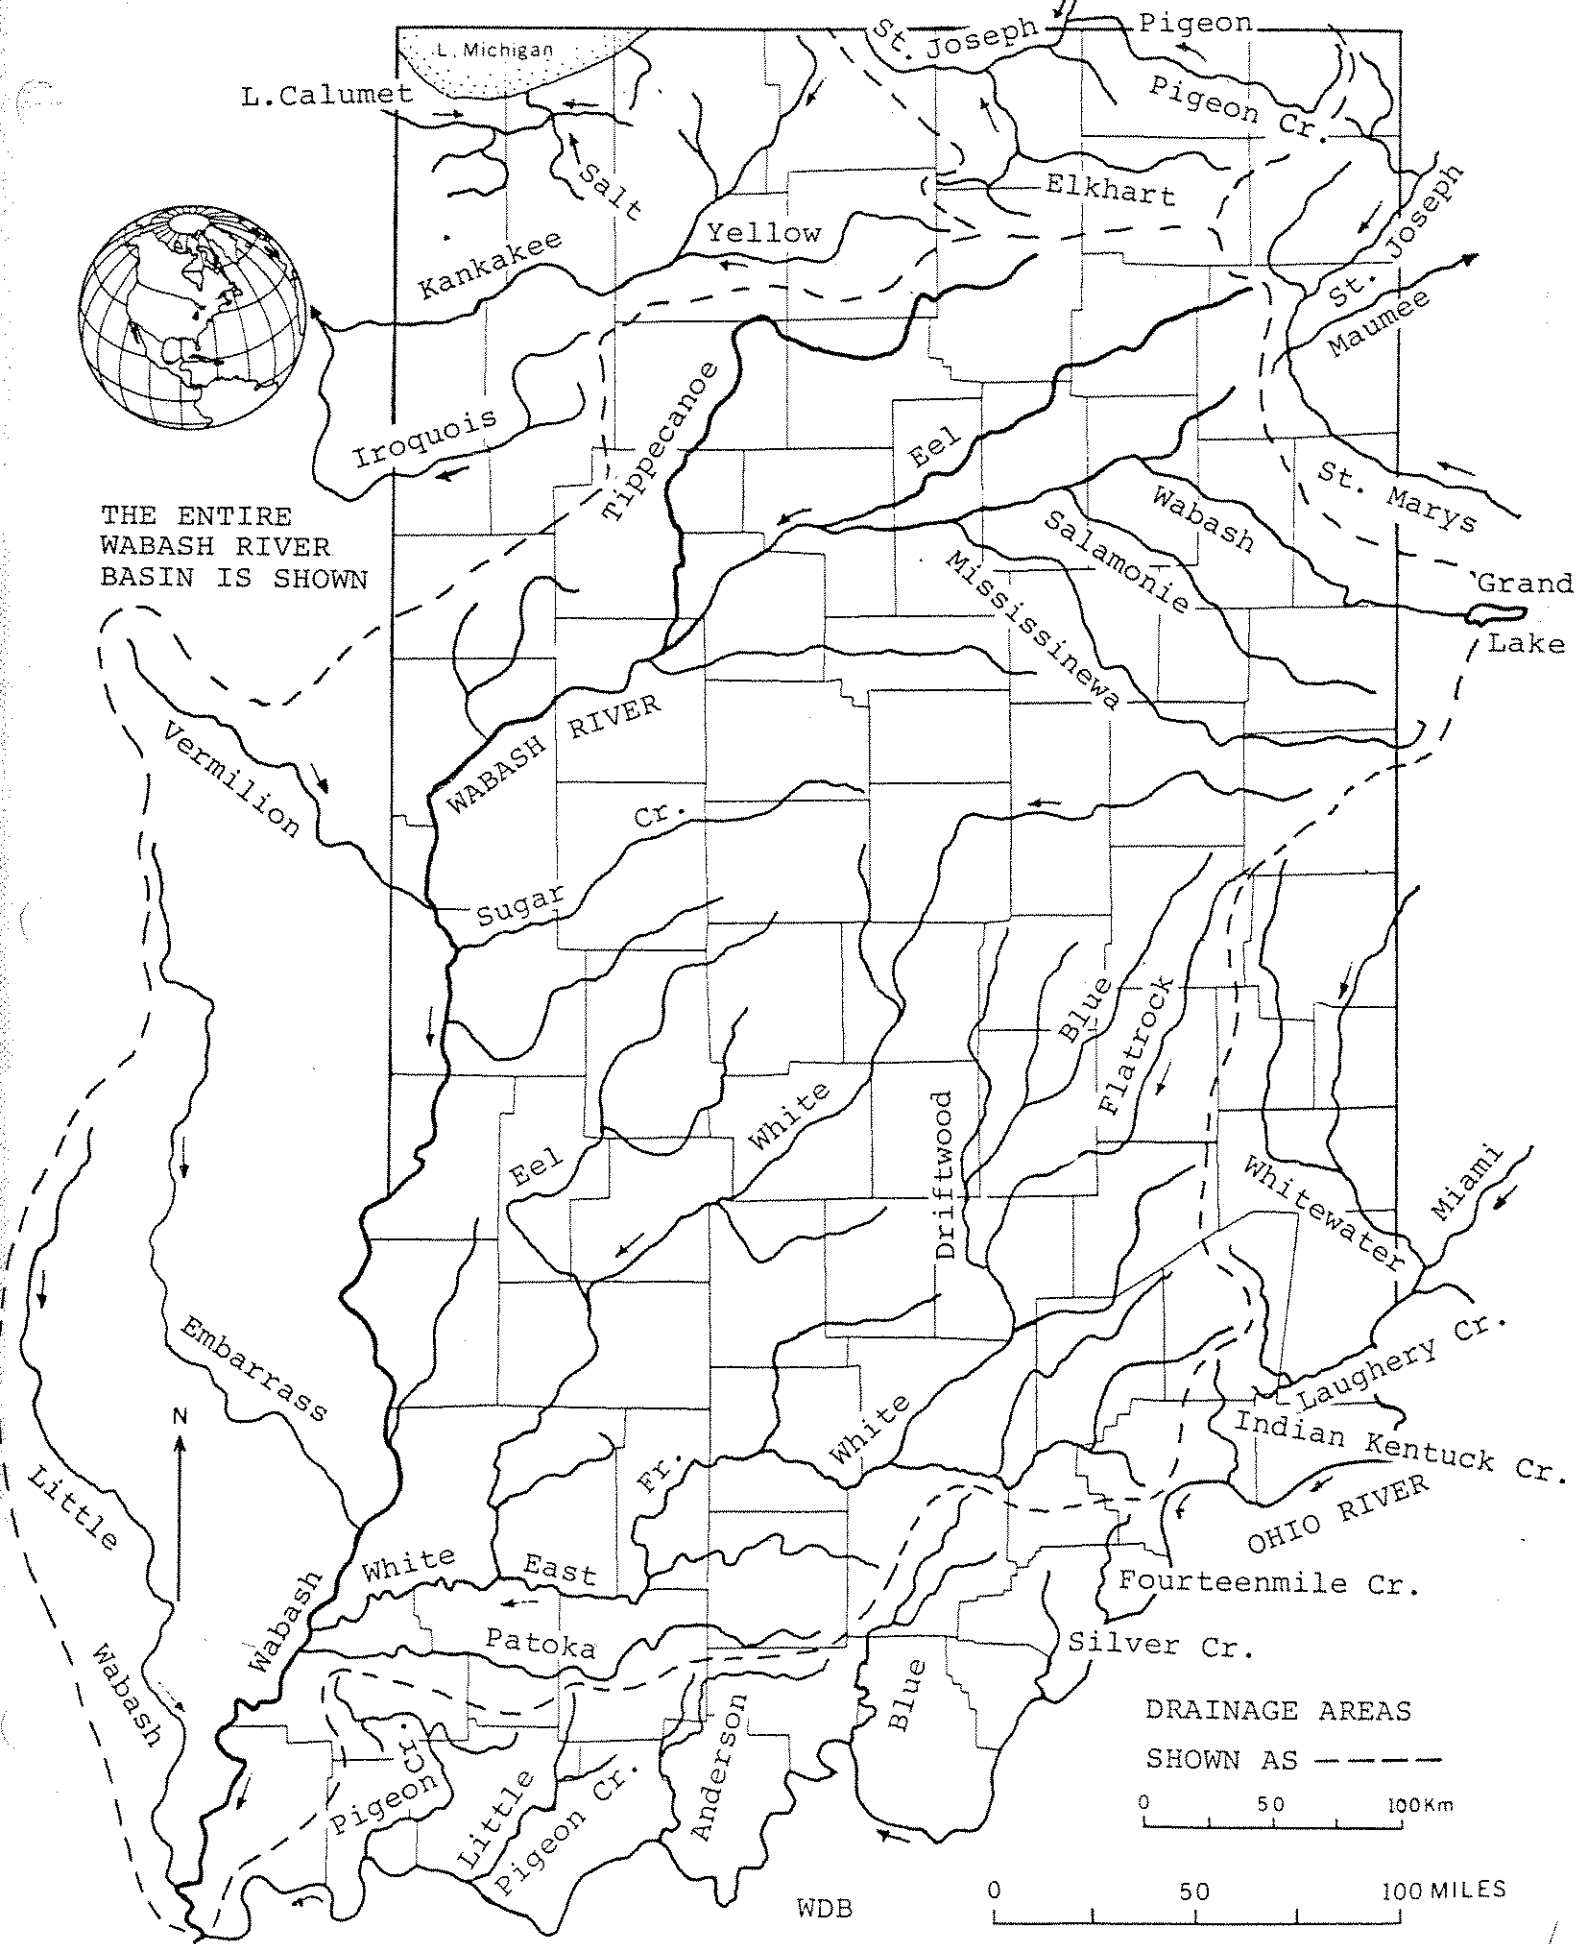 St. Joseph
Pigeon
L. Michigan
L.Calumet
Pigeon Cr.
Salt
Elkhart
St. Joseph
Yellow
Kankakee
Maumee
Tippecanoe
Iroquois
Eel
St. Marys
Wabash
Salamonie
THE ENTIRE
WABASH RIVER
BASIN IS SHOWN
Mississinewa
Grand
Lake
WABASH RIVER
Vermilion
Sugar Cr.
Blue
Flatrock
White
Driftwood
Eel
Whitewater
Miami
Embarrass
Laughery Cr.
N
White
Indian Kentuck Cr.
Fr.
Little
OHIO RIVER
White
East
Fourteenmile Cr.
Wabash
Patoka
Silver Cr.
Wabash
Blue
DRAINAGE AREAS
SHOWN AS
Anderson
Pigeon Cr.
Little
Pigeon Cr.
0 50 100Km
WDB
0 50 100 MILES